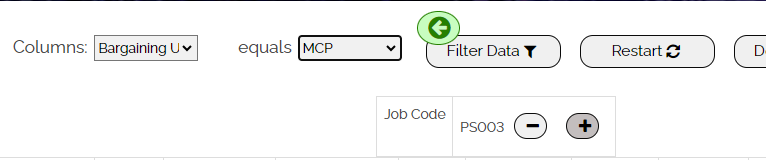 Columns: Bargaining U equals MCP Filter Data Restart D
Job Code PS003